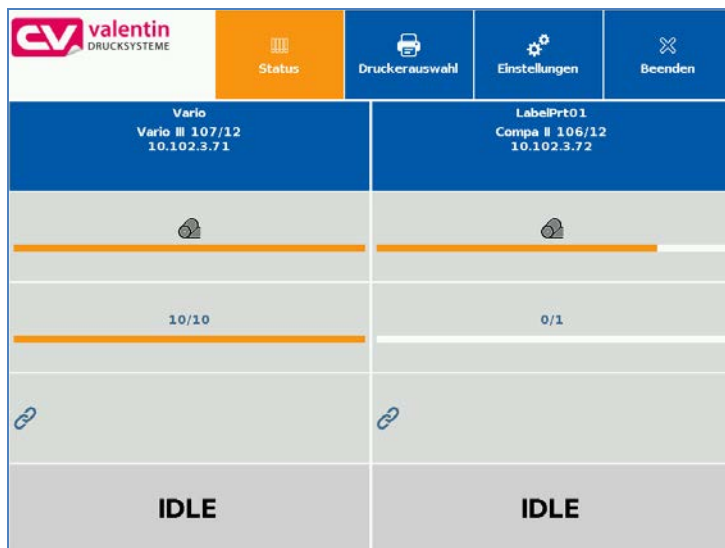 CV valentin
DRUCKSYSTEME
Status
Druckerauswahl
Einstellungen
Beenden
Vario
Vario III 107/12
10.102.3.71
LabelPrt01
Compa II 106/12
10.102.3.72
10/10
0/1
IDLE
IDLE